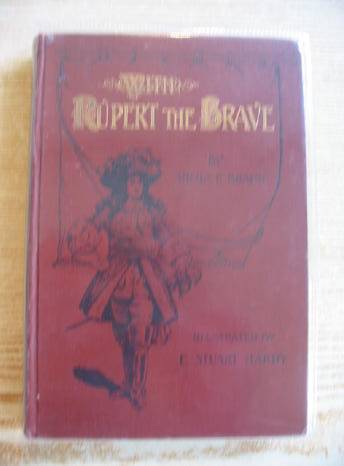 WITH
RUPERT THE BRAVE
BY
ILLUSTRATED BY
E. STUART HARDY